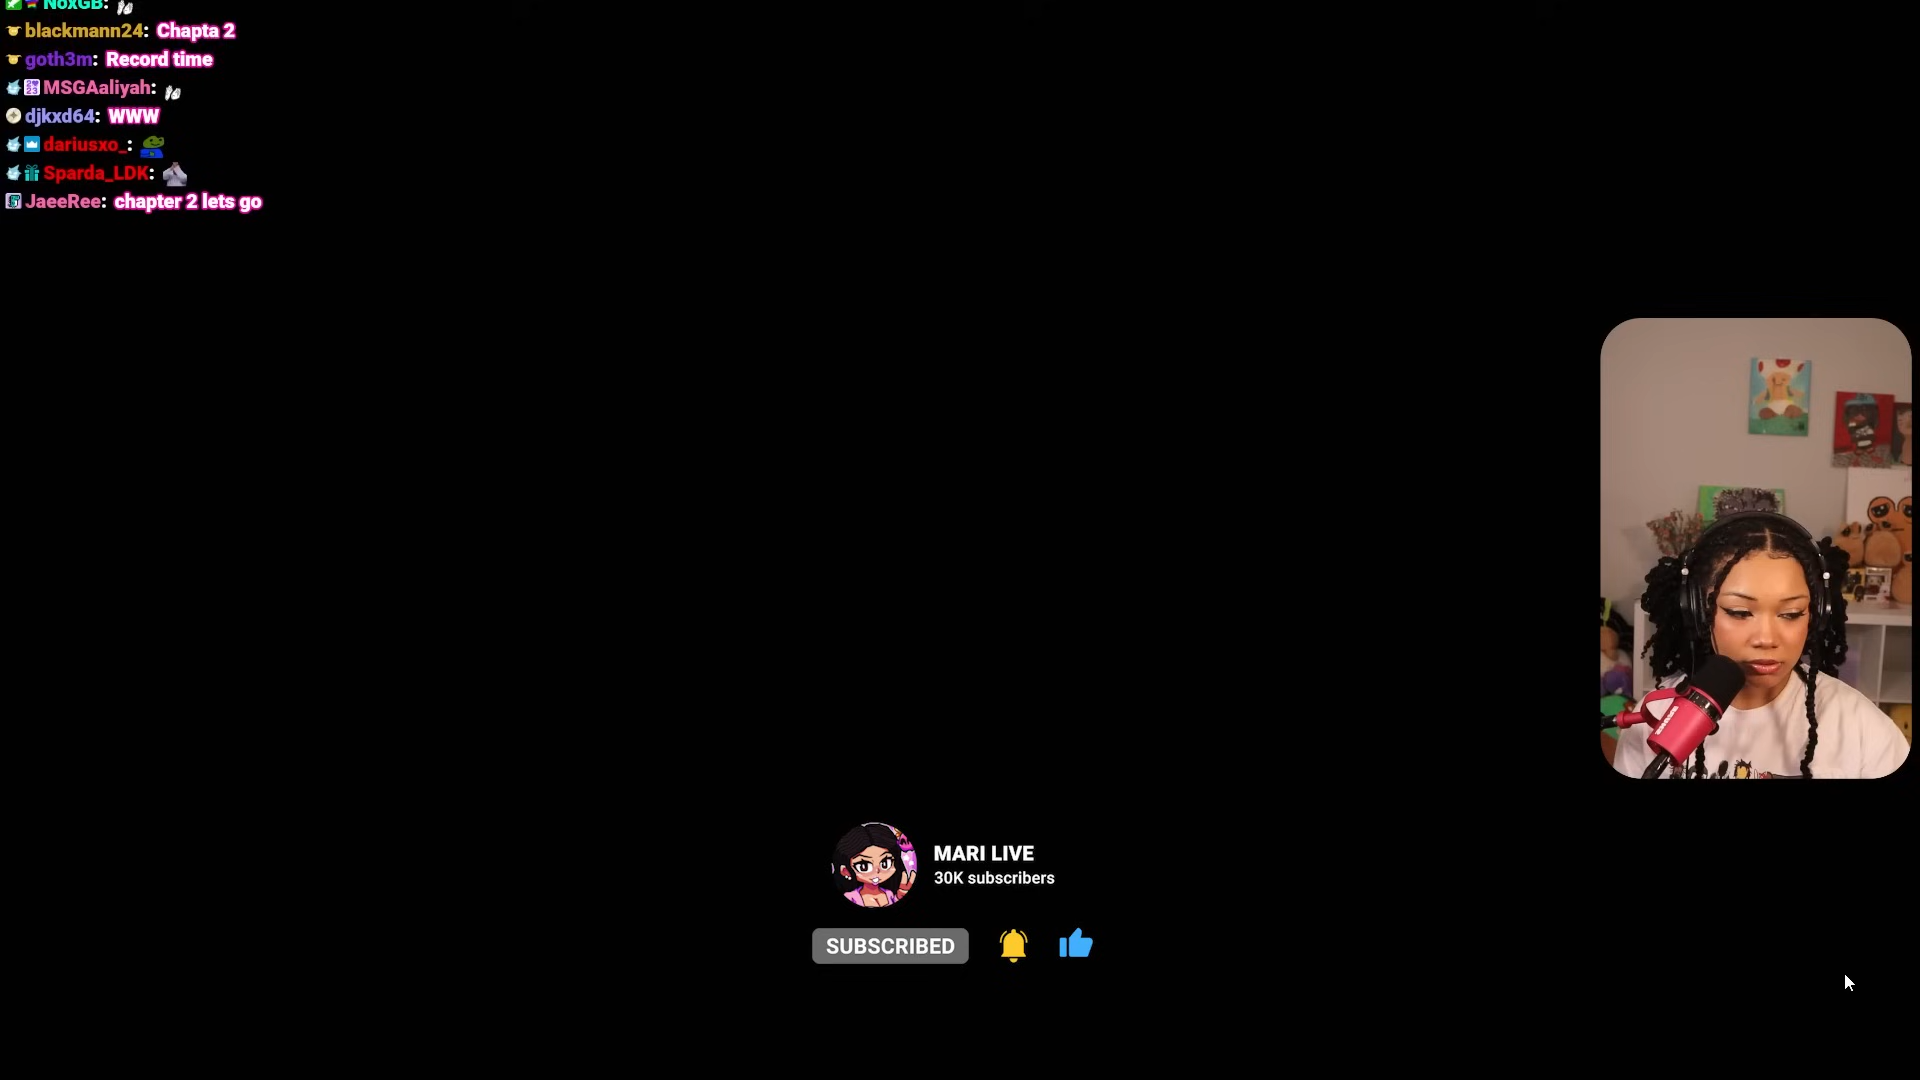 NoxGB:
blackmann24: Chapta 2
goth3m: Record time
MSGAaliyah:
djkxd64: WWW
dariusxo_:
Sparda_LDK:
JaeeRee: chapter 2 lets go
MARI LIVE
30K subscribers
SUBSCRIBED